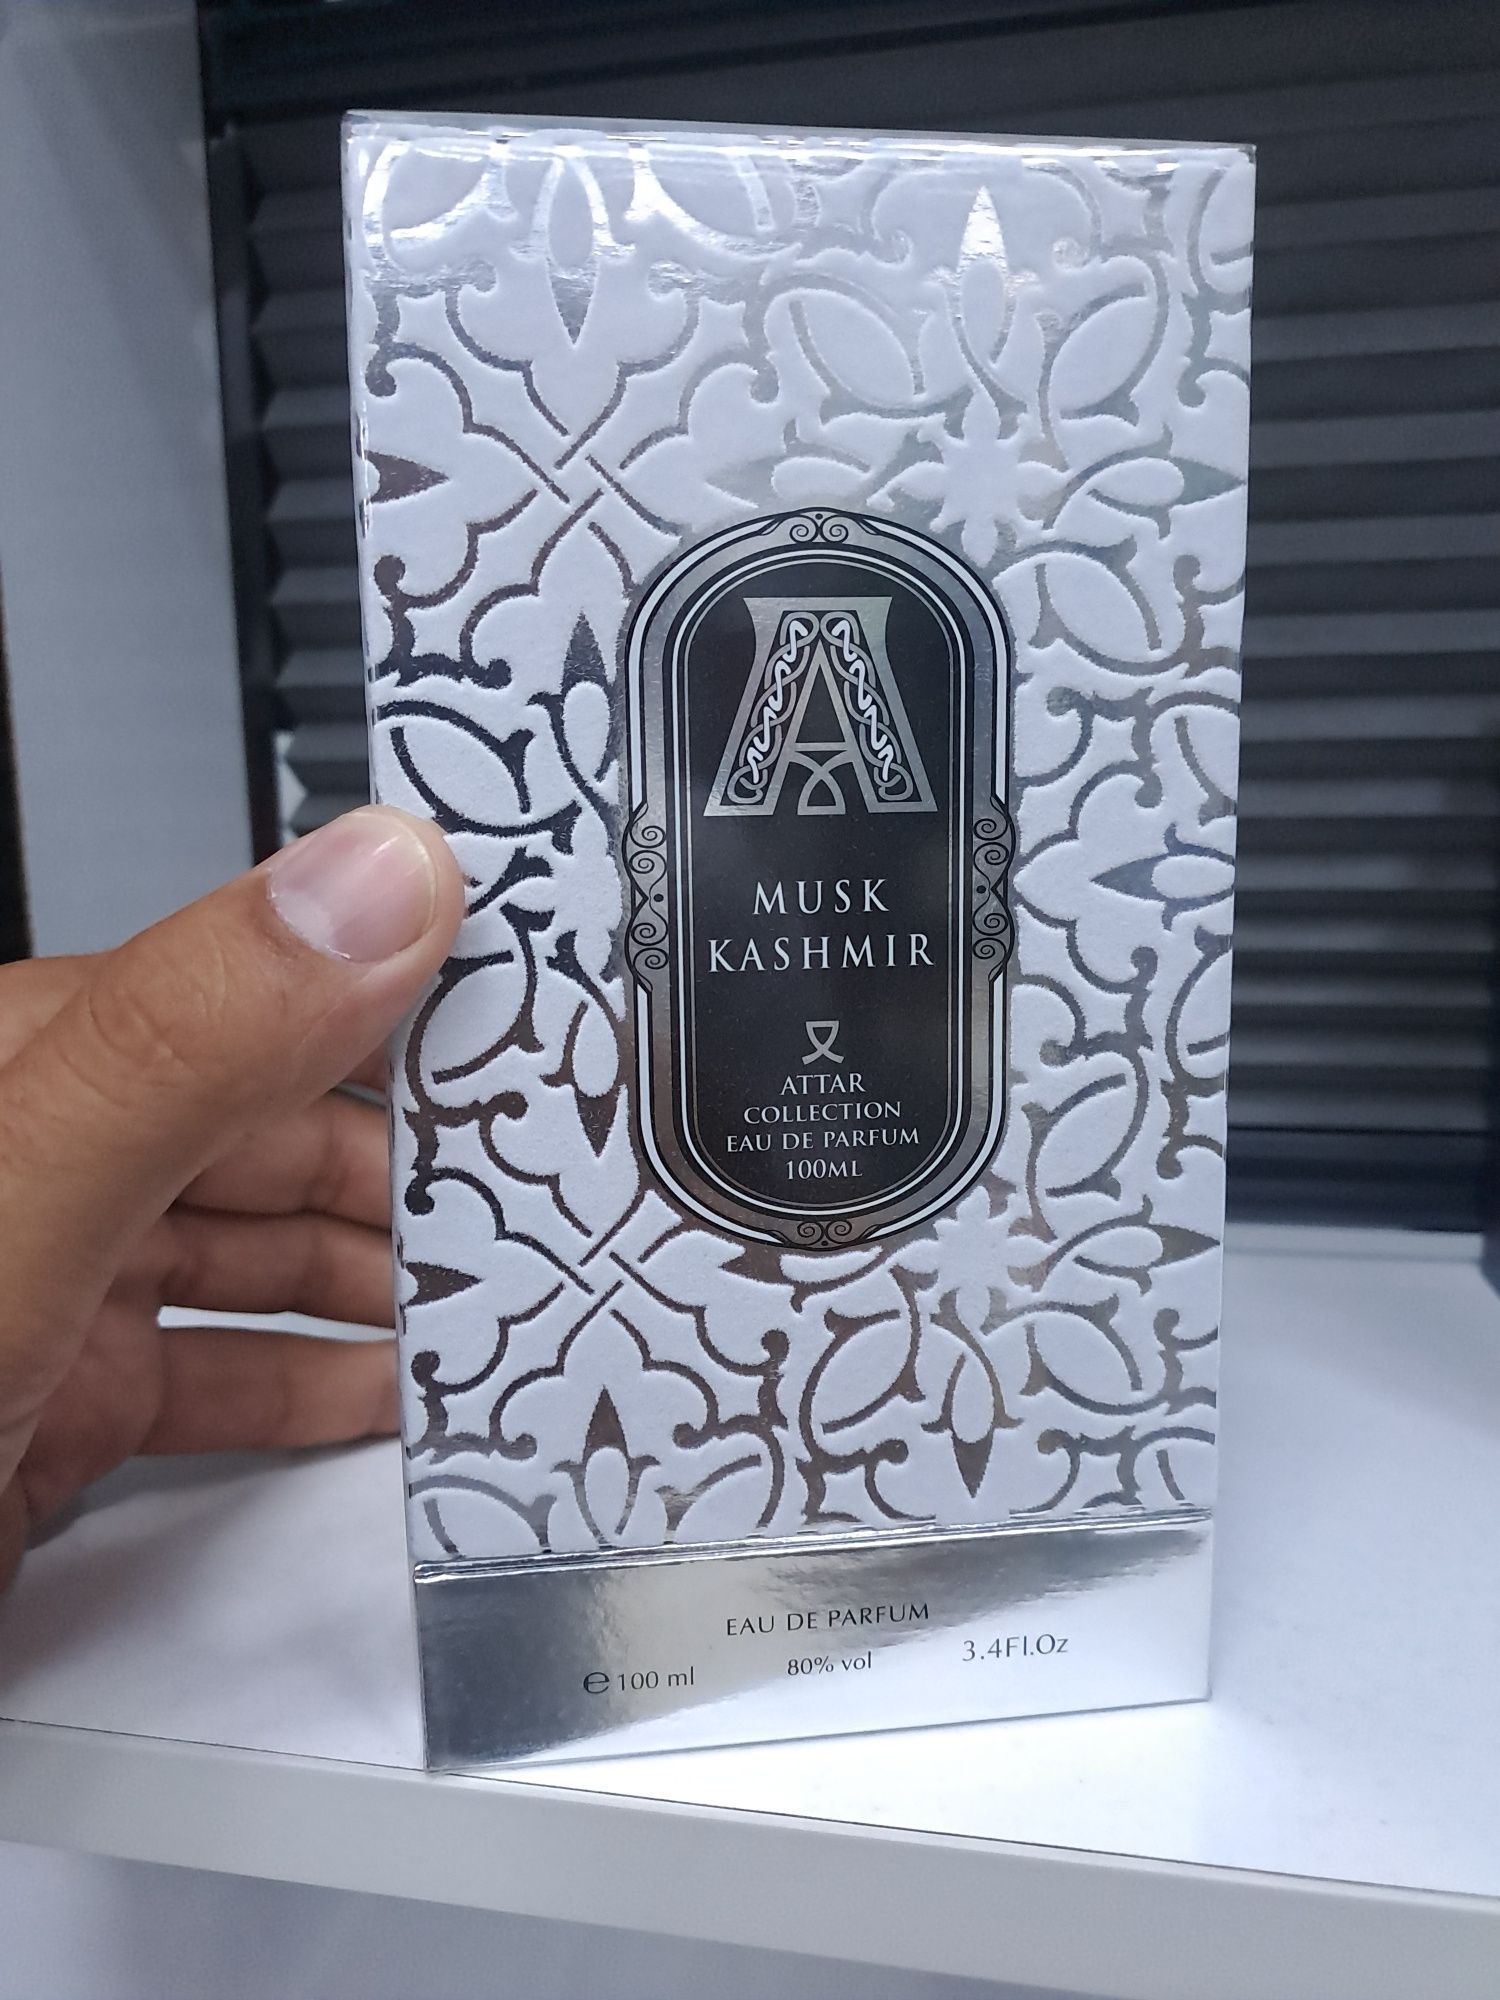 A
MUSK
KASHMIR
ATTAR
COLLECTION
EAU DE PARFUM
100ML
EAU DE PARFUM
℮100 ml 80% vol 3.4Fl.Oz